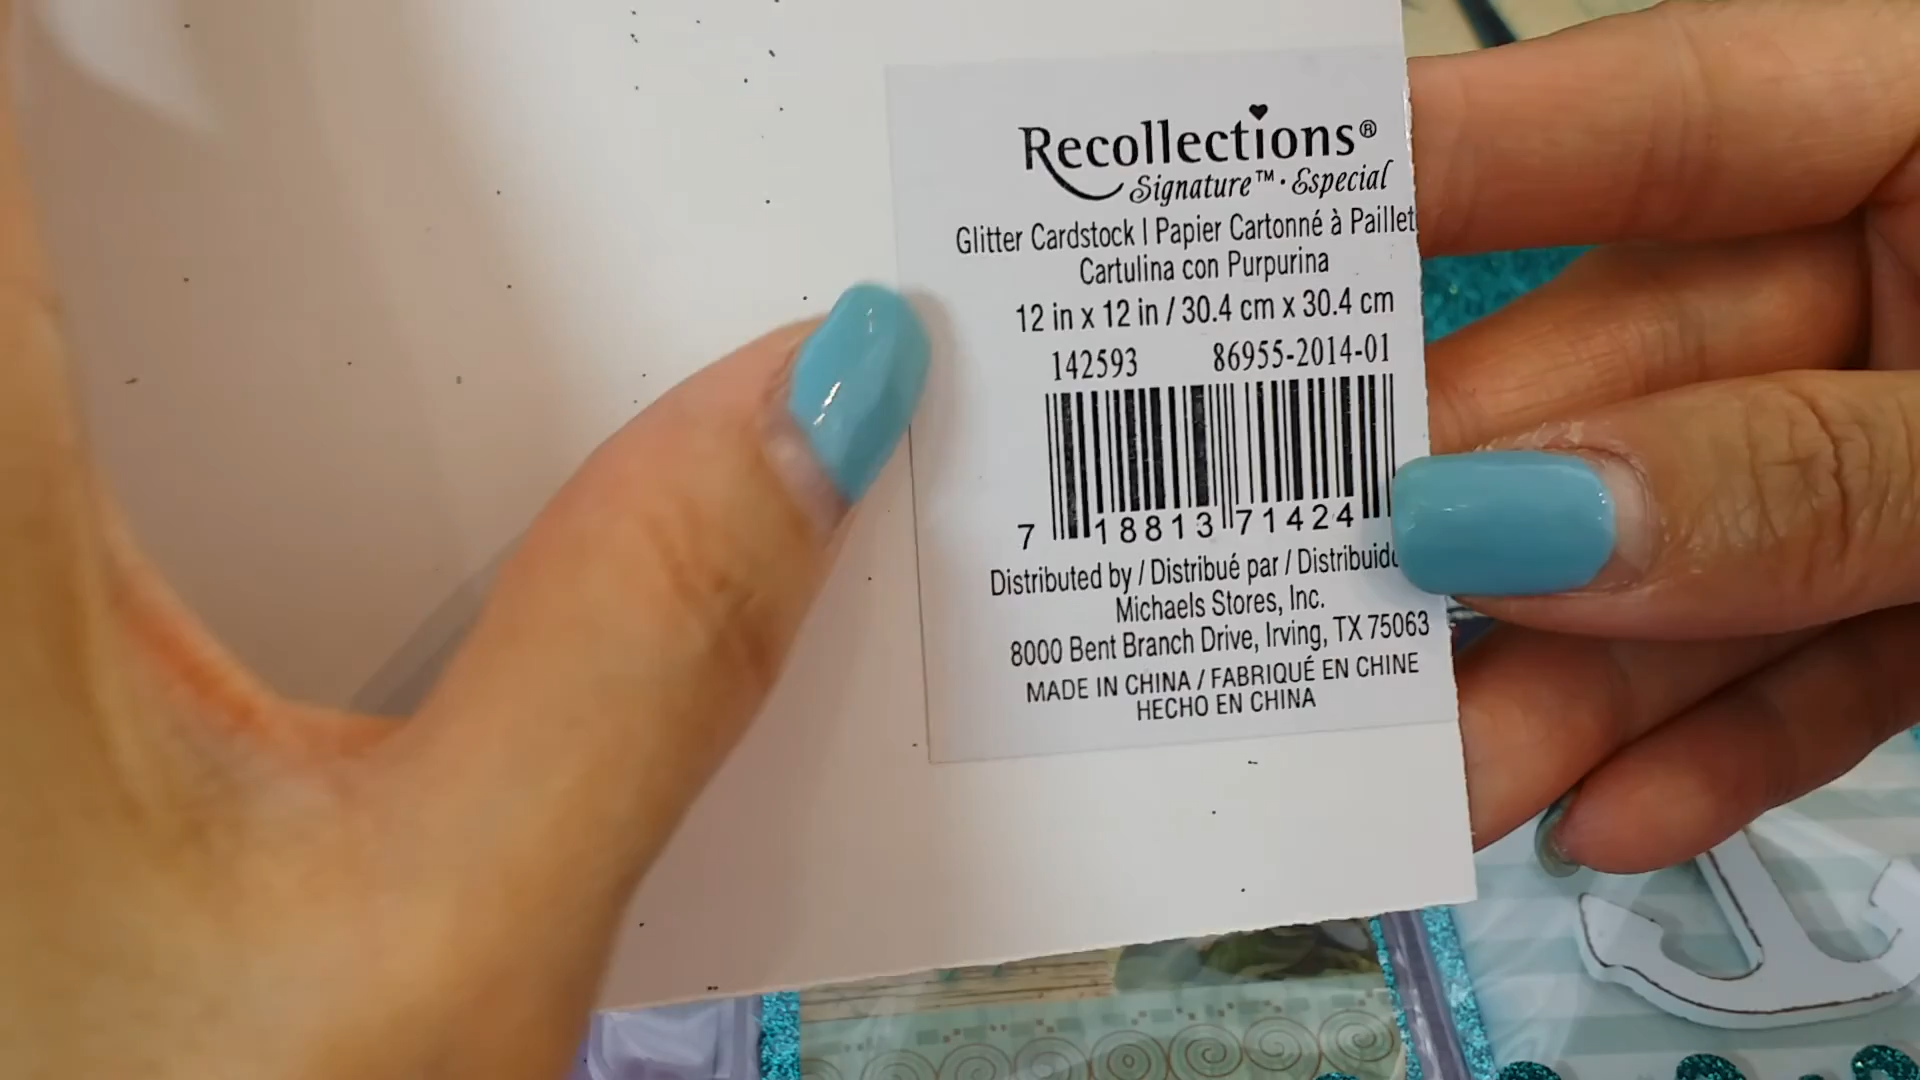 Recollections®
Signature™ · Especial
Glitter Cardstock | Papier Cartonné à Paillet
Cartulina con Purpurina
12 in x 12 in / 30.4 cm x 30.4 cm
142593 86955-2014-01
7 18813 71424
Distributed by / Distribué par / Distribuido
Michaels Stores, Inc.
8000 Bent Branch Drive, Irving, TX 75063
MADE IN CHINA / FABRIQUÉ EN CHINE
HECHO EN CHINA